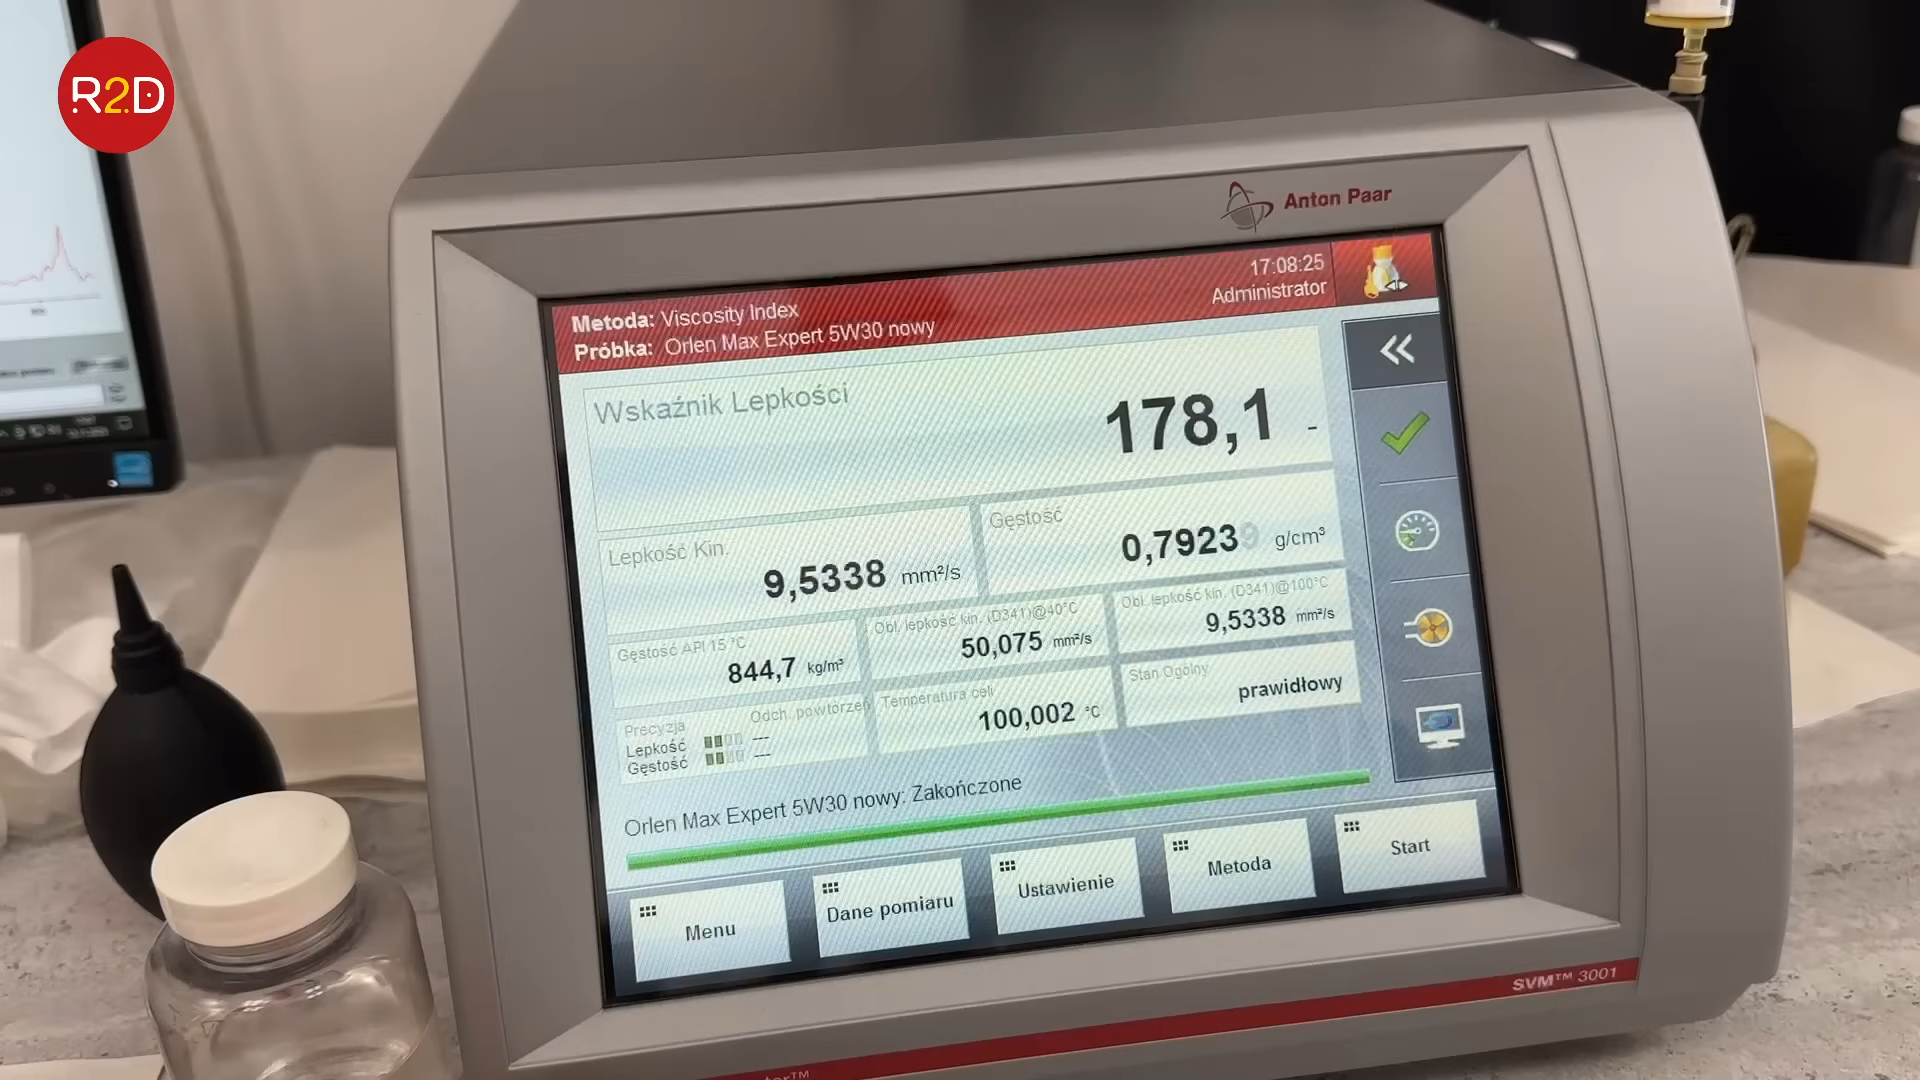 R2D
Anton Paar
17:08:25
Administrator
Metoda: Viscosity Index
Próbka: Orlen Max Expert 5W30 nowy
Wskaźnik Lepkości
178,1 -
Lepkość Kin.
9,5338 mm²/s
Gęstość
0,79239 g/cm³
Gęstość API 15 °C
844,7 kg/m³
Obl. lepkość kin. (D341)@40°C
50,075 mm²/s
Obl. lepkość kin. (D341)@100°C
9,5338 mm²/s
Precyzja Odch. powtórzeń
Lepkość ---
Gęstość ---
Temperatura celi
100,002 °C
Stan Ogólny
prawidłowy
Orlen Max Expert 5W30 nowy: Zakończone
Menu
Dane pomiaru
Ustawienie
Metoda
Start
SVM™ 3001